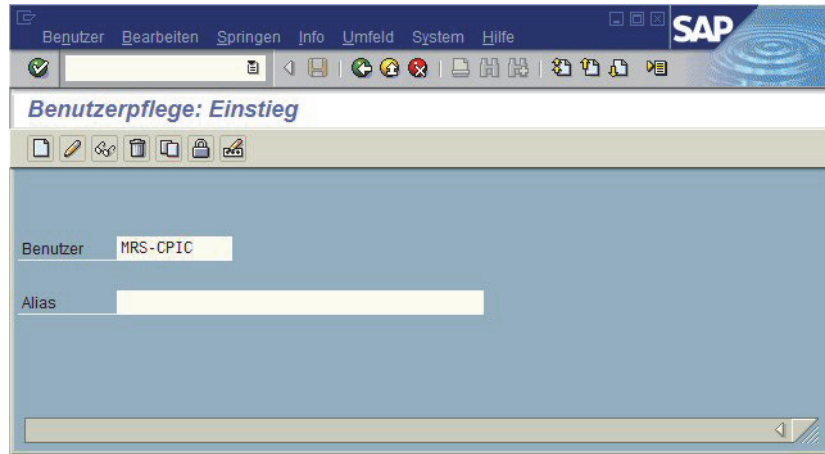 Benutzer Bearbeiten Springen Info Umfeld System Hilfe
SAP
Benutzerpflege: Einstieg
Benutzer MRS-CPIC
Alias